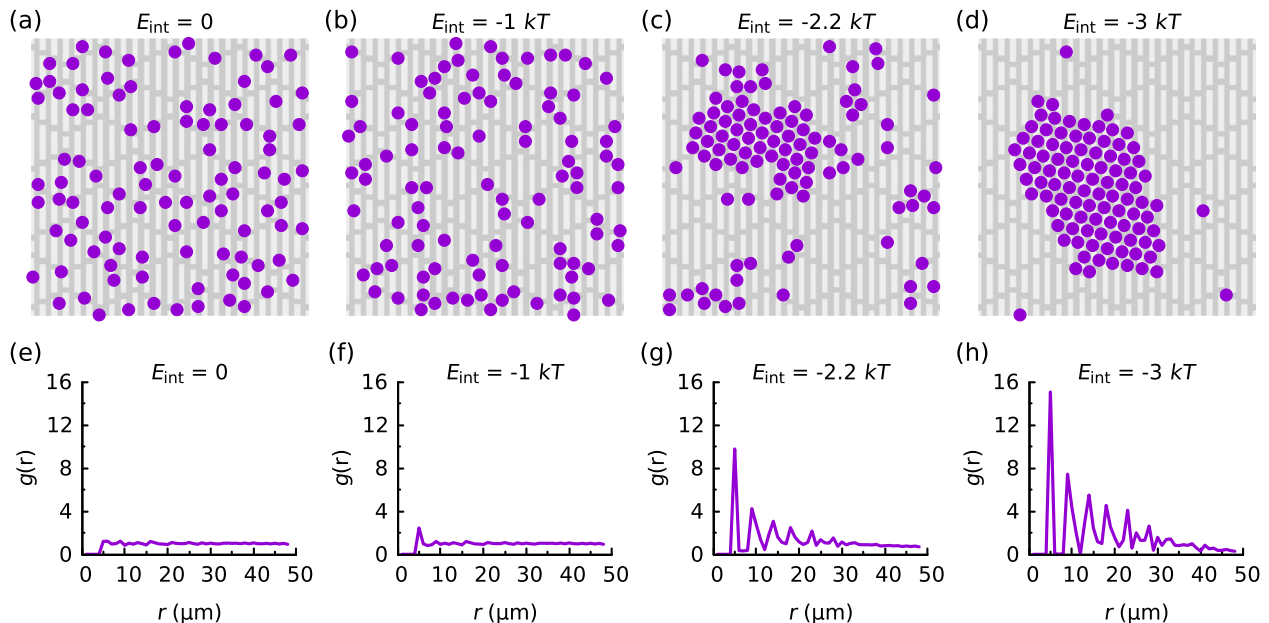 (a) E_int = 0
(b) E_int = -1 kT
(c) E_int = -2.2 kT
(d) E_int = -3 kT
(e) E_int = 0
16
12
8
4
0
g(r)
0 10 20 30 40 50
r (μm)
(f) E_int = -1 kT
16
12
8
4
0
g(r)
0 10 20 30 40 50
r (μm)
(g) E_int = -2.2 kT
16
12
8
4
0
g(r)
0 10 20 30 40 50
r (μm)
(h) E_int = -3 kT
16
12
8
4
0
g(r)
0 10 20 30 40 50
r (μm)